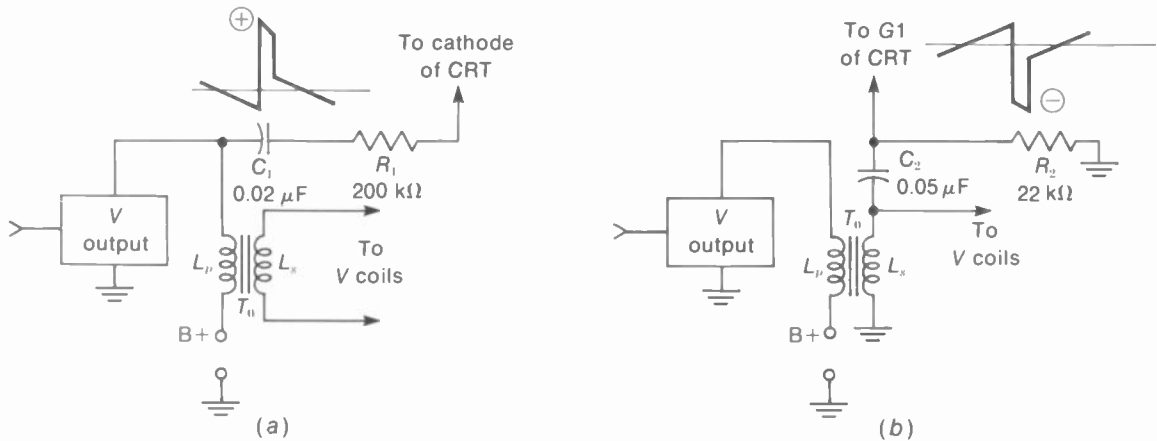 To cathode
of CRT
C₁
0.02 μF
R₁
200 kΩ
V
output
Lₚ
Lₛ
To
V coils
T₀
B+
(a)
To G1
of CRT
C₂
0.05 μF
R₂
22 kΩ
V
output
T₀
Lₚ
Lₛ
To
V coils
B+
(b)